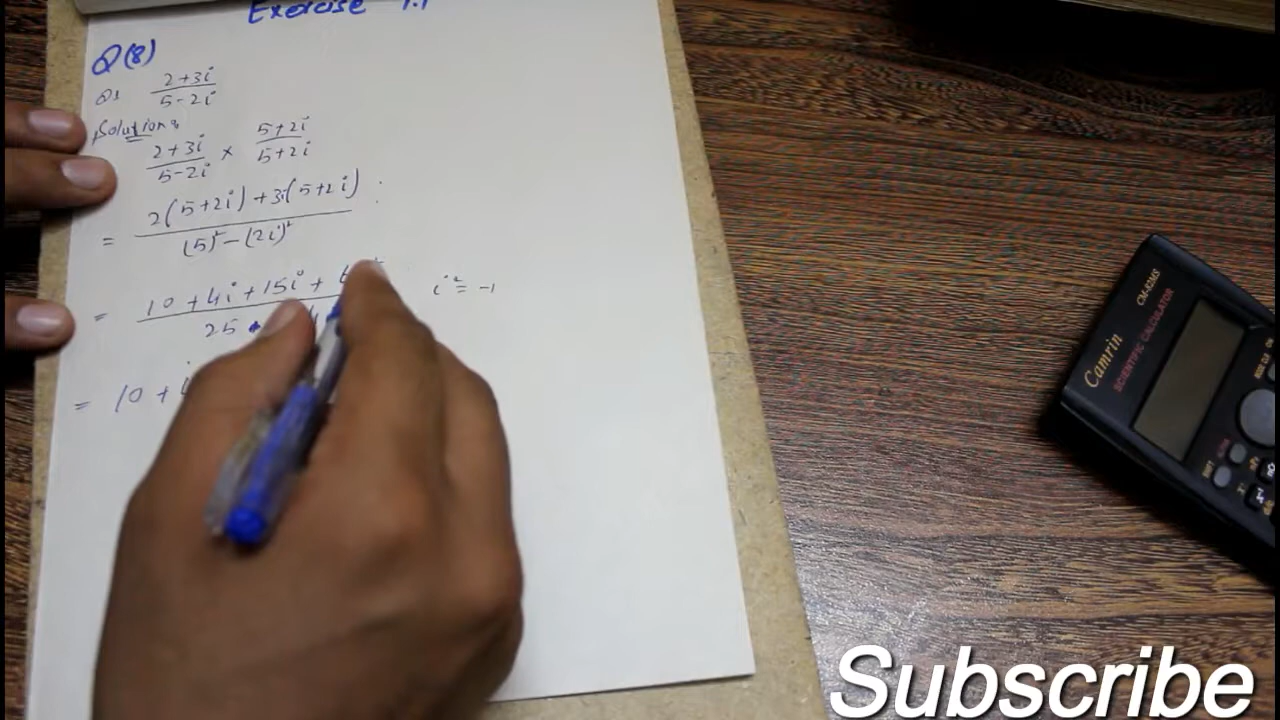 Exercise 1.1
Q(8)
2+3i
5-2i
Solution:
2+3i × 5+2i
5-2i 5+2i
2(5+2i)+3i(5+2i)
=
(5)²-(2i)²
10+4i+15i+ i²=-1
=
25
= 10+
Camrin
SCIENTIFIC CALCULATOR
SHIFT
ON
Subscribe